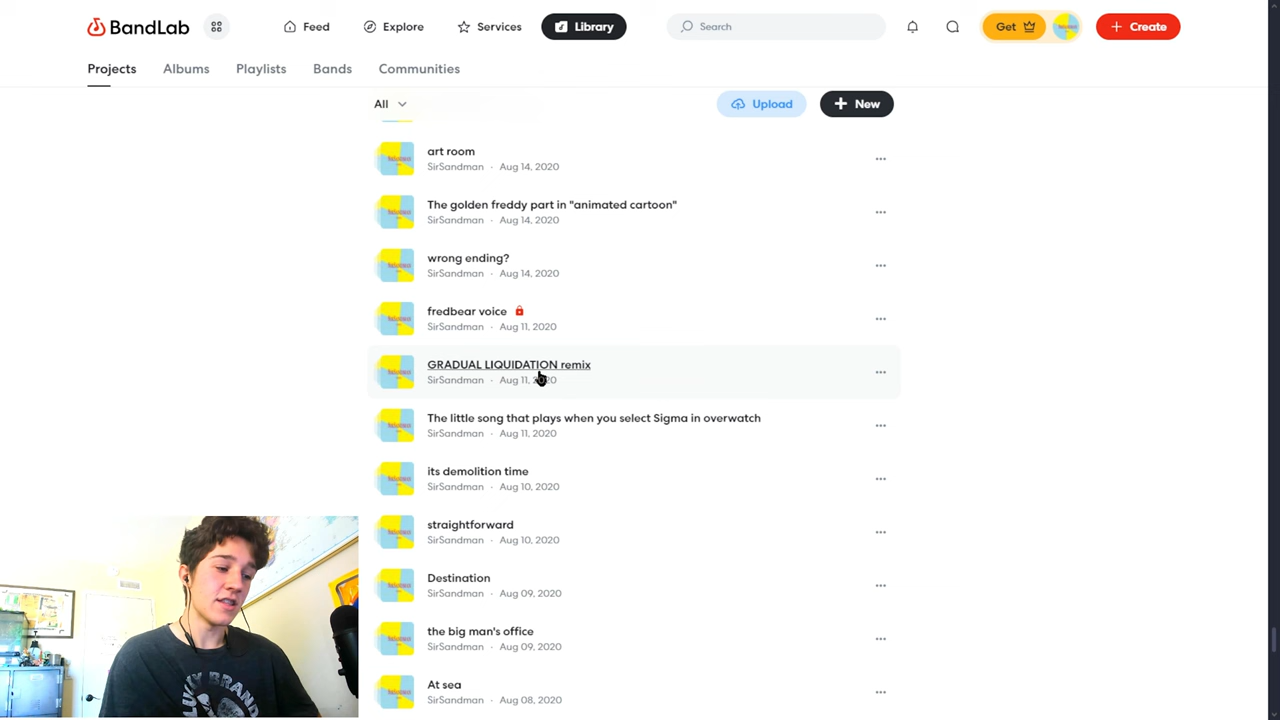 BandLab
Feed
Explore
Services
Library
Search
Get
Create
Projects
Albums
Playlists
Bands
Communities
All
Upload
New
art room
SirSandman · Aug 14, 2020
The golden freddy part in "animated cartoon"
SirSandman · Aug 14, 2020
wrong ending?
SirSandman · Aug 14, 2020
fredbear voice
SirSandman · Aug 11, 2020
GRADUAL LIQUIDATION remix
SirSandman · Aug 11, 2020
The little song that plays when you select Sigma in overwatch
SirSandman · Aug 11, 2020
its demolition time
SirSandman · Aug 10, 2020
straightforward
SirSandman · Aug 10, 2020
Destination
SirSandman · Aug 09, 2020
the big man's office
SirSandman · Aug 09, 2020
At sea
SirSandman · Aug 08, 2020